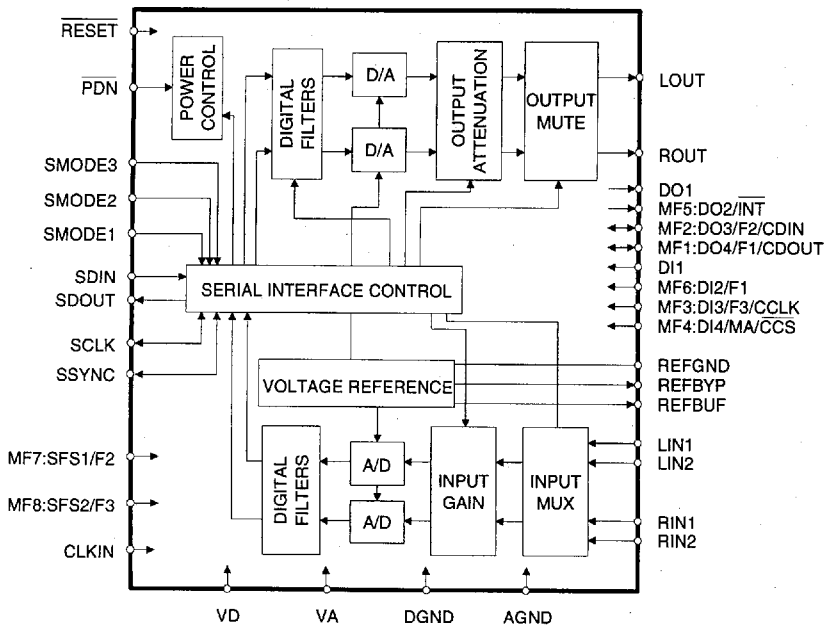 RESET
PDN
SMODE3
SMODE2
SMODE1
SDIN
SDOUT
SCLK
SSYNC
MF7:SFS1/F2
MF8:SFS2/F3
CLKIN
POWER
CONTROL
DIGITAL
FILTERS
D/A
D/A
OUTPUT
ATTENUATION
OUTPUT
MUTE
SERIAL INTERFACE CONTROL
VOLTAGE REFERENCE
DIGITAL
FILTERS
A/D
A/D
INPUT
GAIN
INPUT
MUX
LOUT
ROUT
DO1
MF5:DO2/INT
MF2:DO3/F2/CDIN
MF1:DO4/F1/CDOUT
DI1
MF6:DI2/F1
MF3:DI3/F3/CCLK
MF4:DI4/MA/CCS
REFGND
REFBYP
REFBUF
LIN1
LIN2
RIN1
RIN2
VD
VA
DGND
AGND